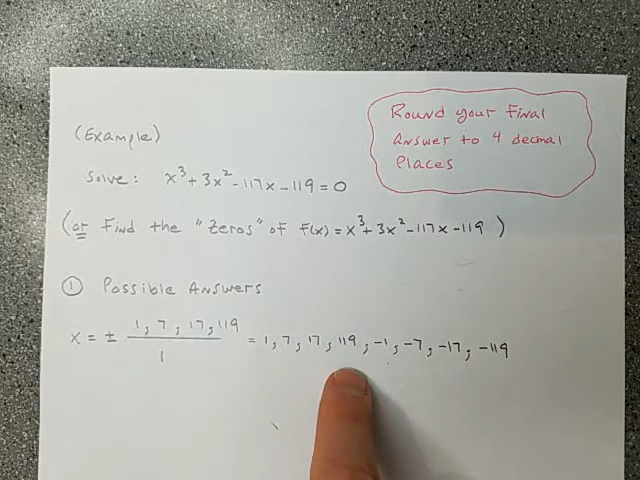 Round your Final
Answer to 4 decimal
Places
(Example)
Solve: x³+3x²-117x-119=0
(or Find the "Zeros" of F(x)=x³+3x²-117x-119)
① Possible Answers
x = ± 1, 7, 17, 119 / 1 = 1, 7, 17, 119, -1, -7, -17, -119